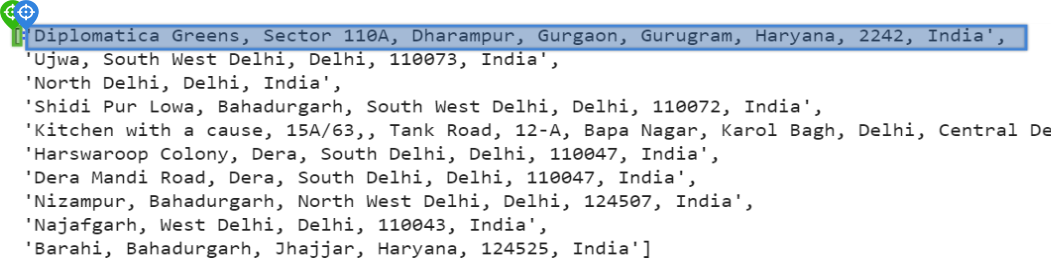 ['Diplomatica Greens, Sector 110A, Dharampur, Gurgaon, Gurugram, Haryana, 2242, India',
'Ujwa, South West Delhi, Delhi, 110073, India',
'North Delhi, Delhi, India',
'Shidi Pur Lowa, Bahadurgarh, South West Delhi, Delhi, 110072, India',
'Kitchen with a cause, 15A/63,, Tank Road, 12-A, Bapa Nagar, Karol Bagh, Delhi, Central De
'Harswaroop Colony, Dera, South Delhi, Delhi, 110047, India',
'Dera Mandi Road, Dera, South Delhi, Delhi, 110047, India',
'Nizampur, Bahadurgarh, North West Delhi, Delhi, 124507, India',
'Najafgarh, West Delhi, Delhi, 110043, India',
'Barahi, Bahadurgarh, Jhajjar, Haryana, 124525, India']